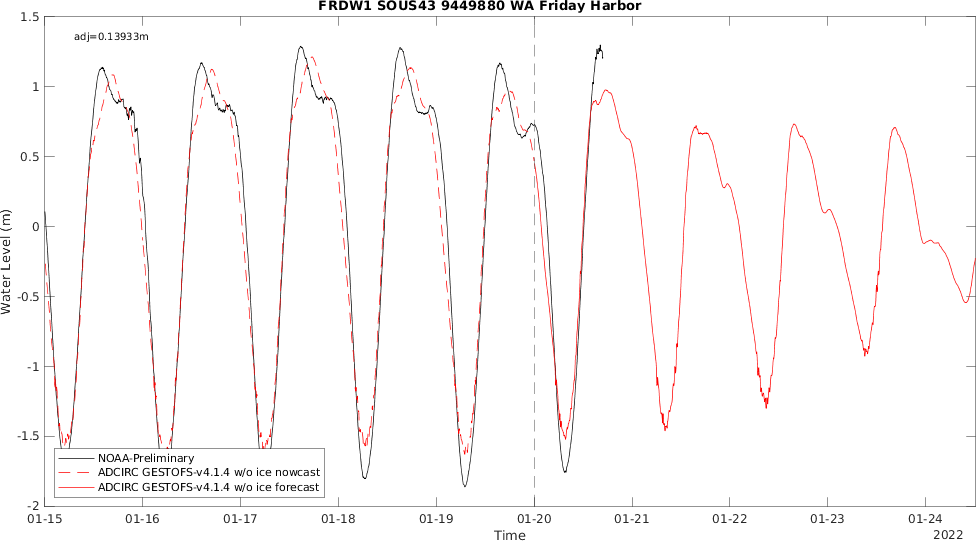 FRDW1 SOUS43 9449880 WA Friday Harbor
adj=0.13933m
1.5
1
0.5
0
-0.5
-1
-1.5
-2
Water Level (m)
NOAA-Preliminary
ADCIRC GESTOFS-v4.1.4 w/o ice nowcast
ADCIRC GESTOFS-v4.1.4 w/o ice forecast
01-15 01-16 01-17 01-18 01-19 01-20 01-21 01-22 01-23 01-24
Time
2022